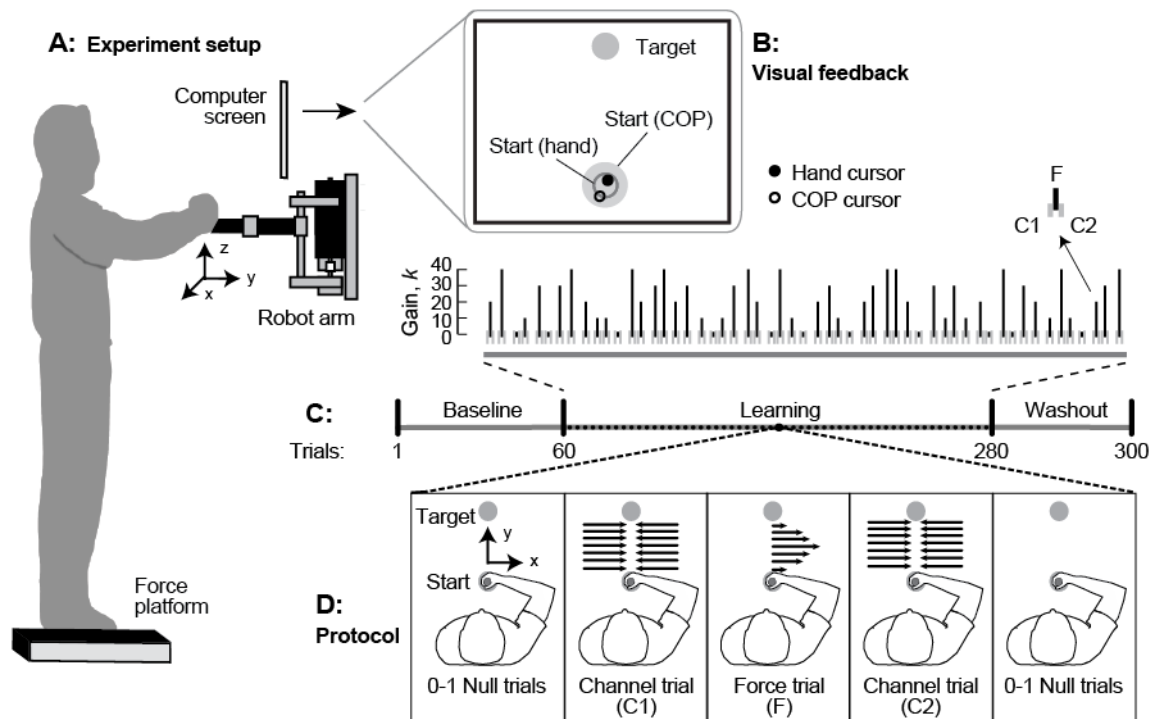 A: Experiment setup
Computer
screen
z
y
x
Robot arm
Force
platform
B:
Visual feedback
Target
Start (COP)
Start (hand)
Hand cursor
COP cursor
F
C1 C2
Gain, k
40
30
20
10
0
C:
Baseline Learning Washout
Trials: 1 60 280 300
D:
Protocol
Target
y
x
Start
0-1 Null trials
Channel trial
(C1)
Force trial
(F)
Channel trial
(C2)
0-1 Null trials